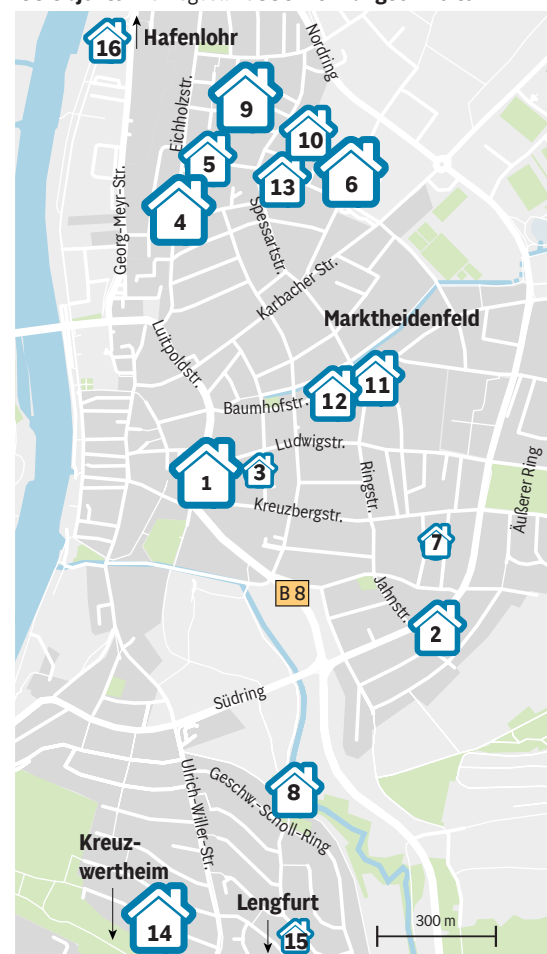 16
Hafenlohr
Nordring
Eichholzstr.
9
10
5
13
6
4
Georg-Meyr-Str.
Spessartstr.
Karbacher Str.
Marktheidenfeld
Luitpoldstr.
11
12
Baumhofstr.
Ludwigstr.
1
3
Ringstr.
Äußerer Ring
Kreuzbergstr.
7
B 8
Jahnstr.
2
Südring
8
Geschw.-Scholl-Ring
Ulrich-Willer-Str.
Kreuz-
wertheim
14
Lengfurt
15
300 m